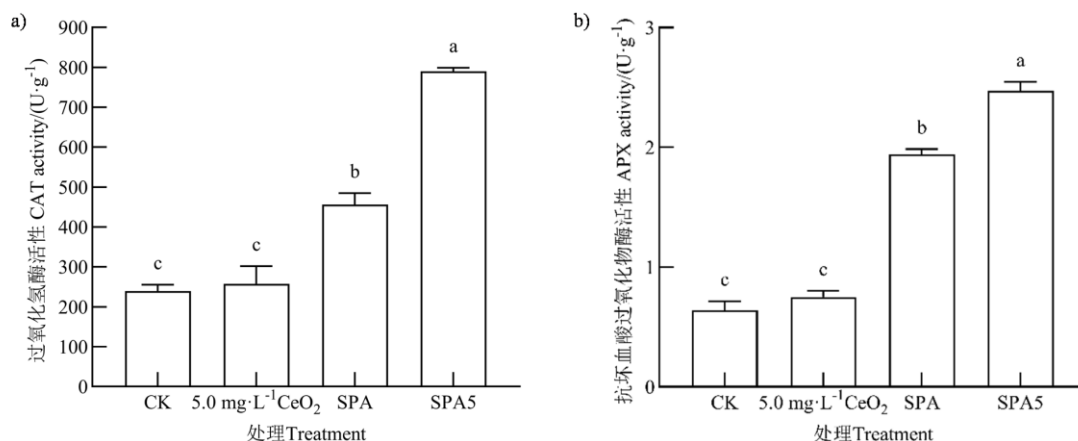 a)
过氧化氢酶活性 CAT activity/(U·g⁻¹)
900
800
700
600
500
400
300
200
100
0
c
c
b
a
CK
5.0 mg·L⁻¹CeO₂
SPA
SPA5
处理Treatment
b)
抗坏血酸过氧化物酶活性 APX activity/(U·g⁻¹)
3
2
1
0
c
c
b
a
CK
5.0 mg·L⁻¹CeO₂
SPA
SPA5
处理Treatment